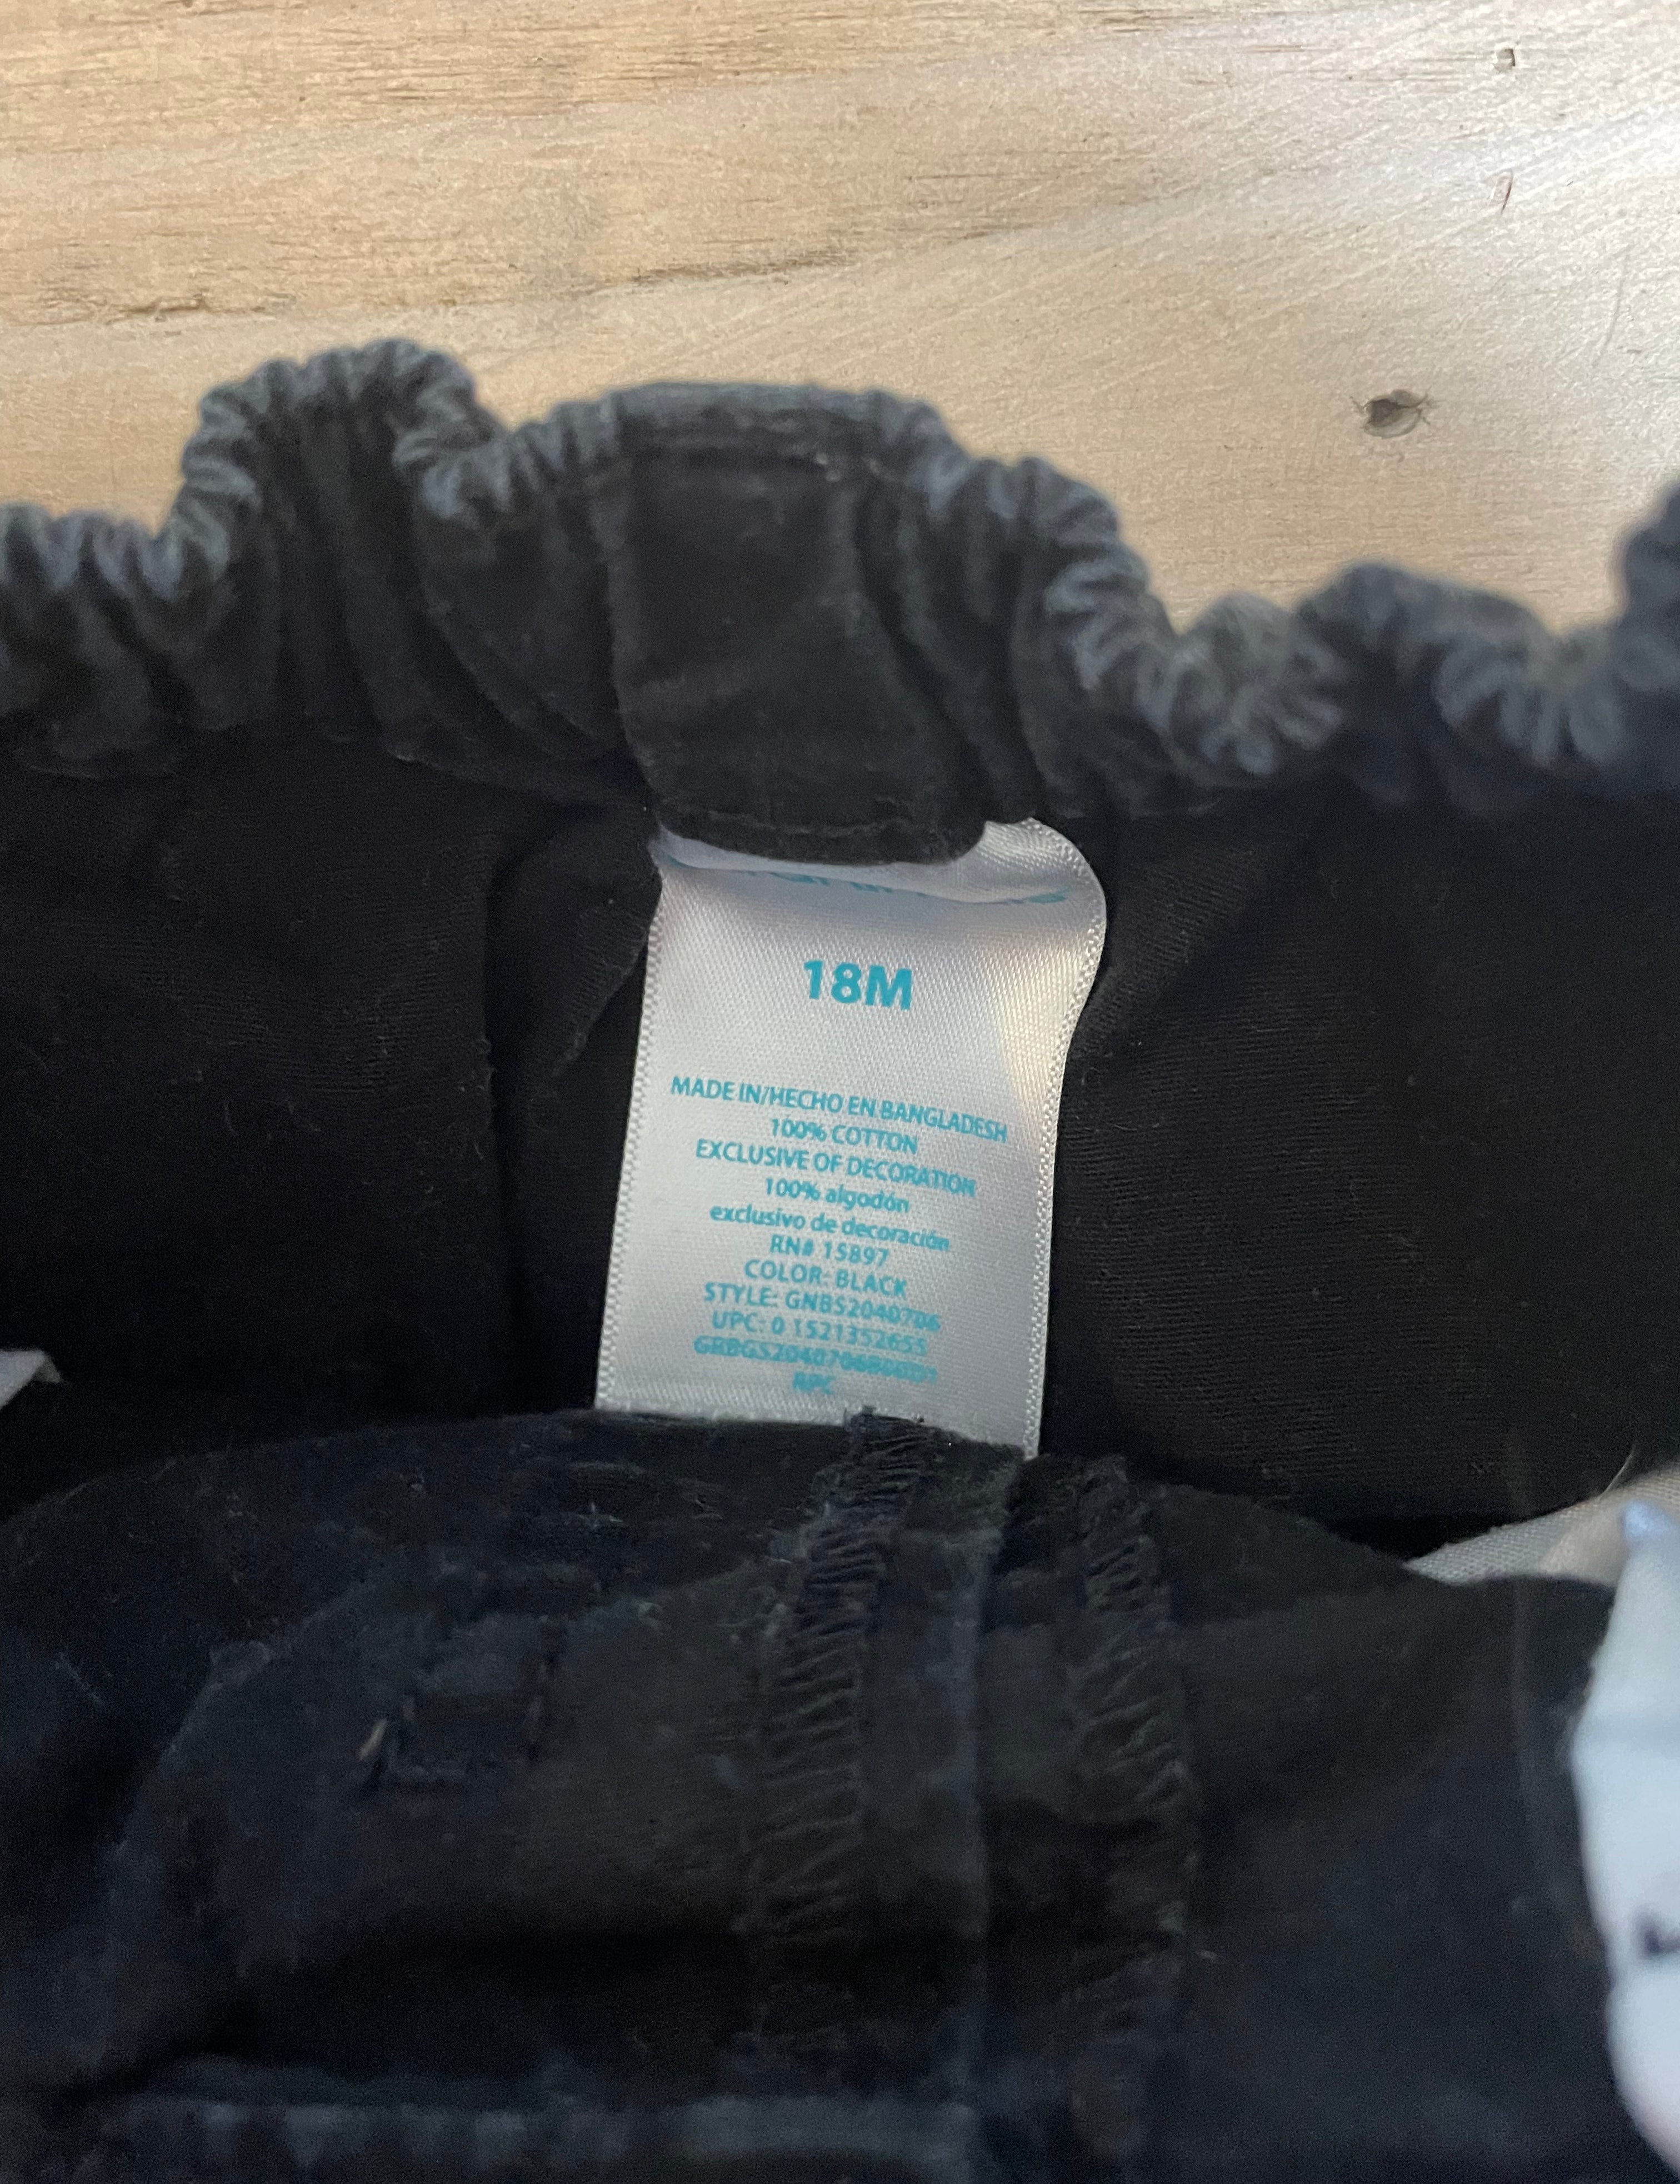 18M
MADE IN/HECHO EN BANGLADESH
100% COTTON
EXCLUSIVE OF DECORATION
100% algodón
exclusivo de decoración
RN# 15897
COLOR: BLACK
STYLE: GNBS2040706
UPC: 0 1521352655
RPC